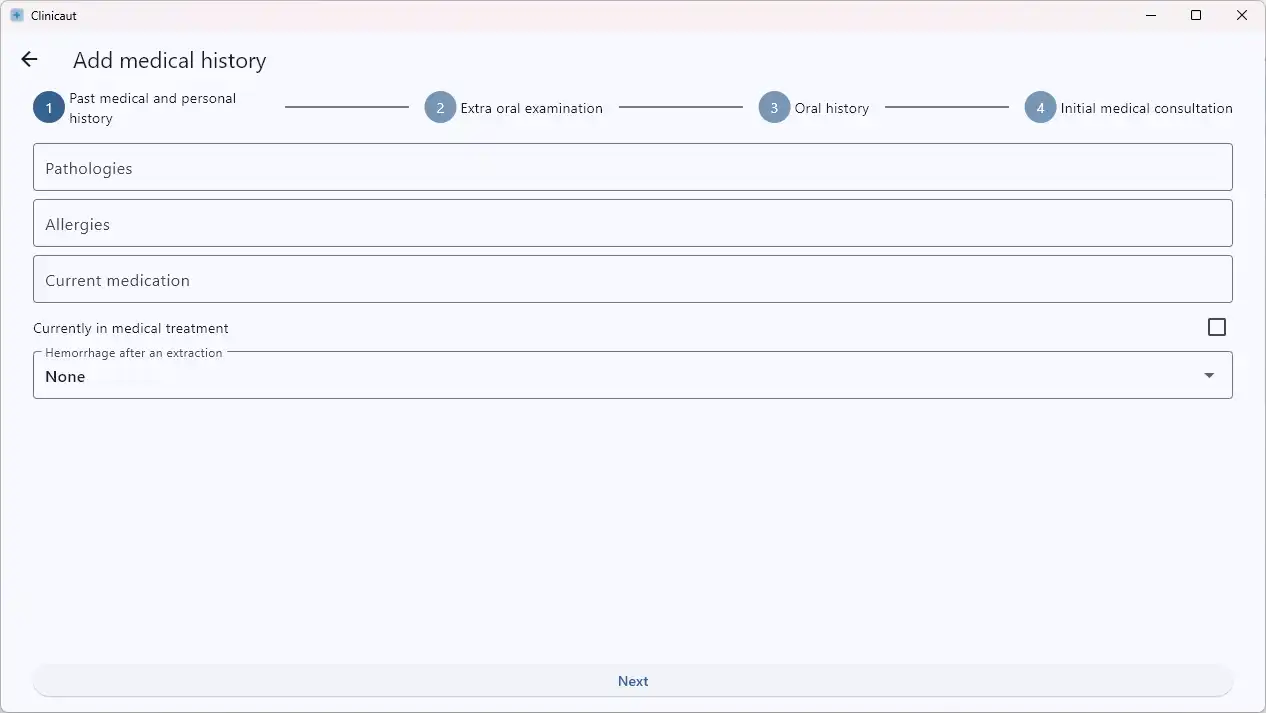 Clinicaut
Add medical history
1 Past medical and personal
history
2 Extra oral examination
3 Oral history
4 Initial medical consultation
Pathologies
Allergies
Current medication
Currently in medical treatment
Hemorrhage after an extraction
None
Next